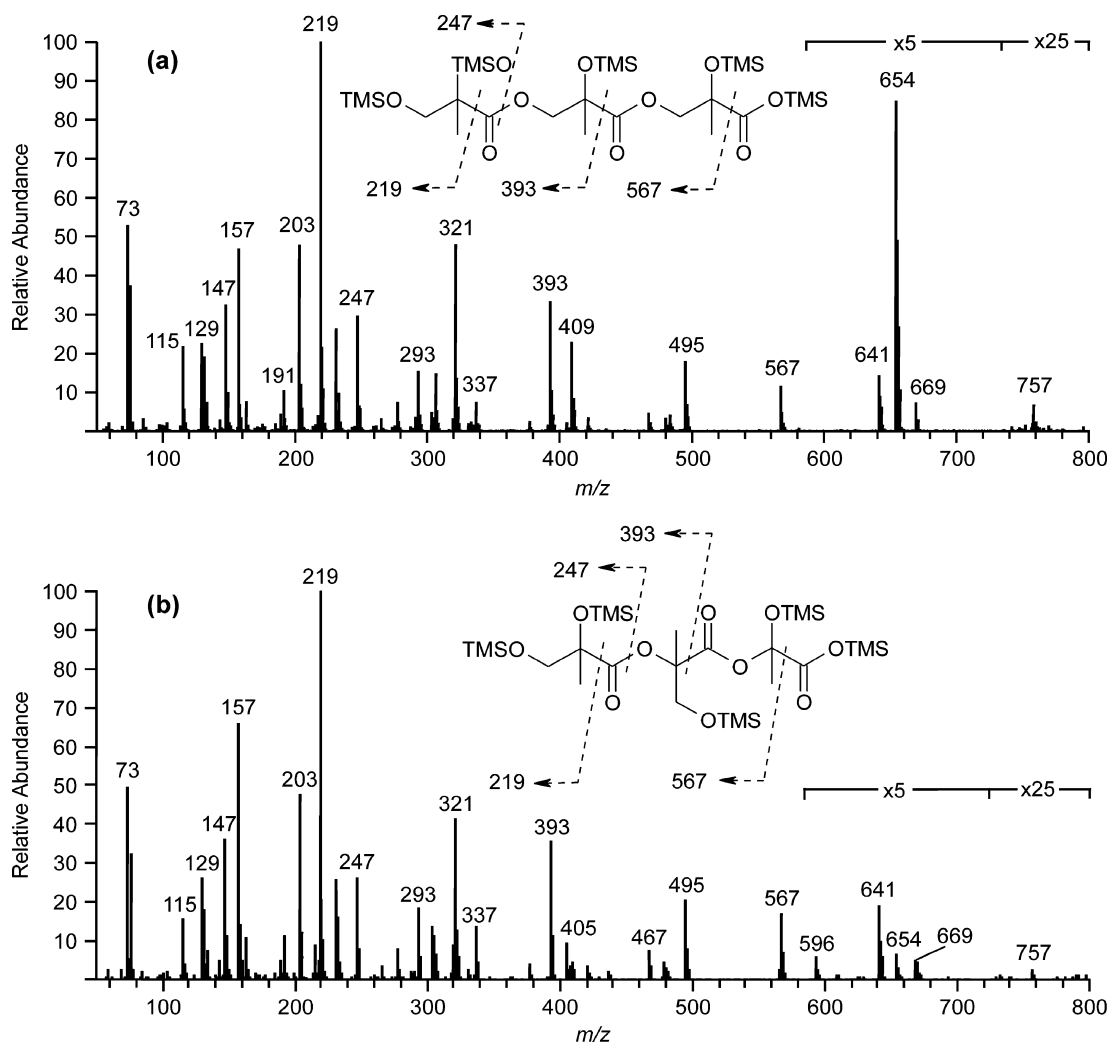 219
247
100
(a)
x5
x25
90
TMSO
OTMS
OTMS
654
80
TMSO
O
O
OTMS
70
O
O
O
60
219
393
567
73
50
157
203
321
40
147
247
393
30
115
129
409
20
191
293
337
495
567
641
669
757
10
Relative Abundance
100
200
300
400
500
600
700
800
m/z
393
247
219
100
(b)
OTMS
O
OTMS
90
TMSO
O
OTMS
80
O
O
O
70
157
OTMS
60
219
567
73
50
203
x5
x25
147
321
393
40
129
247
30
115
293
337
405
467
495
567
596
641
654
669
757
20
10
Relative Abundance
100
200
300
400
500
600
700
800
m/z